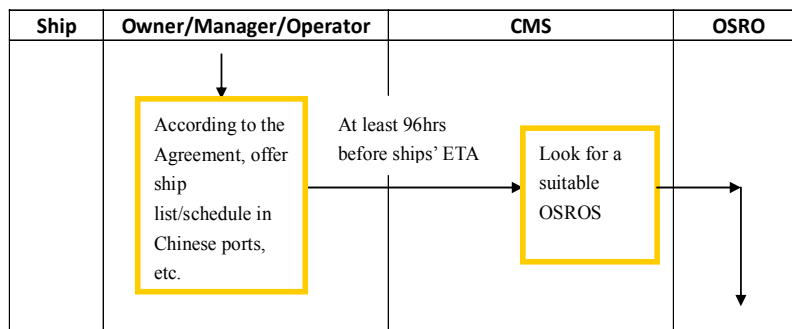 Ship Owner/Manager/Operator CMS OSRO
According to the
Agreement, offer
ship
list/schedule in
Chinese ports,
etc.
At least 96hrs
before ships’ ETA
Look for a
suitable
OSROS